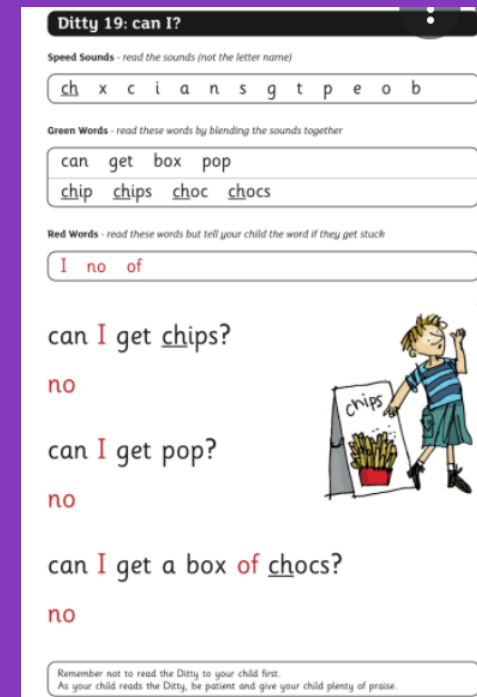 Ditty 19: can I?
Speed Sounds - read the sounds (not the letter name)
ch x c i a n s g t p e o b
Green Words - read these words by blending the sounds together
can get box pop
chip chips choc chocs
Red Words - read these words but tell your child the word if they get stuck
I no of
can I get chips?
no
chips
can I get pop?
no
can I get a box of chocs?
no
Remember not to read the Ditty to your child first.
As your child reads the Ditty, be patient and give your child plenty of praise.